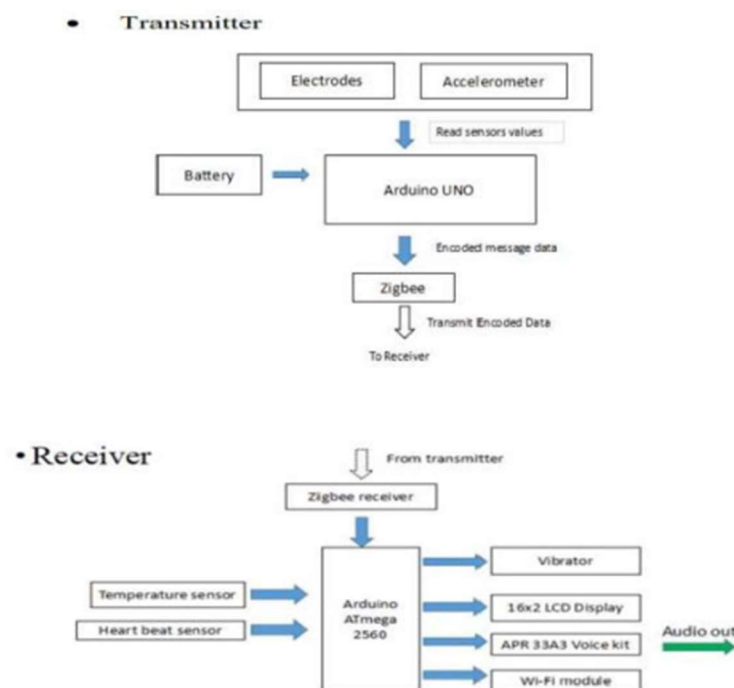 • Transmitter
Electrodes
Accelerometer
Read sensors values
Battery
Arduino UNO
Encoded message data
Zigbee
Transmit Encoded Data
To Receiver
• Receiver
From transmitter
Zigbee receiver
Temperature sensor
Heart beat sensor
Arduino
ATmega
2560
Vibrator
16x2 LCD Display
APR 33A3 Voice kit
Audio out
Wi-Fi module